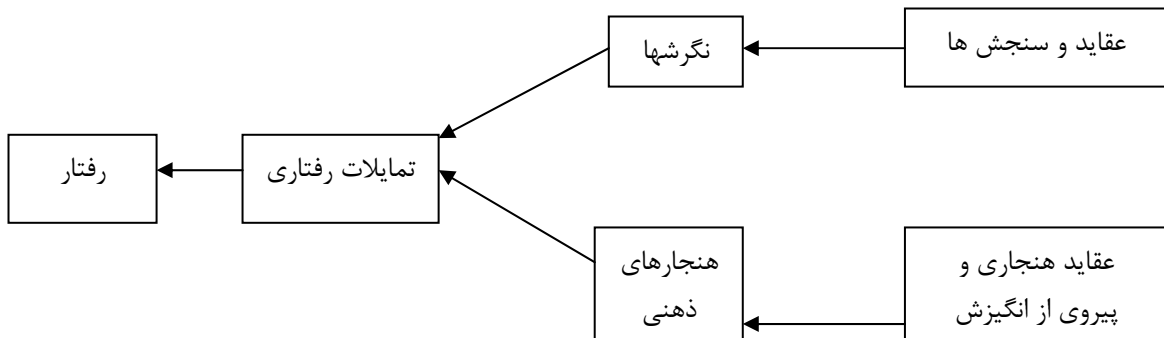 عقاید و سنجش ها
نگرشها
تمایلات رفتاری
رفتار
عقاید هنجاری و
پیروی از انگیزش
هنجارهای
ذهنی